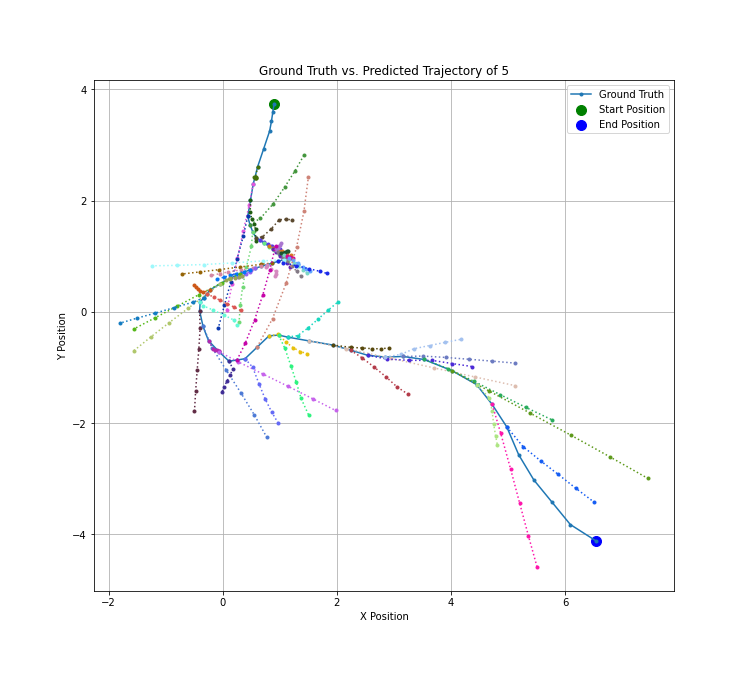 Ground Truth vs. Predicted Trajectory of 5
Ground Truth
Start Position
End Position
4
2
0
−2
−4
Y Position
−2 0 2 4 6
X Position